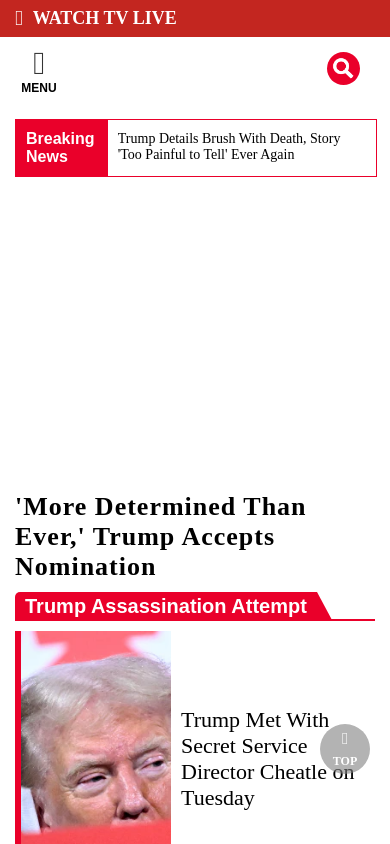 WATCH TV LIVE
MENU
Breaking
News
Trump Details Brush With Death, Story
'Too Painful to Tell' Ever Again
'More Determined Than
Ever,' Trump Accepts
Nomination
Trump Assassination Attempt
Trump Met With
Secret Service
Director Cheatle on
Tuesday
TOP